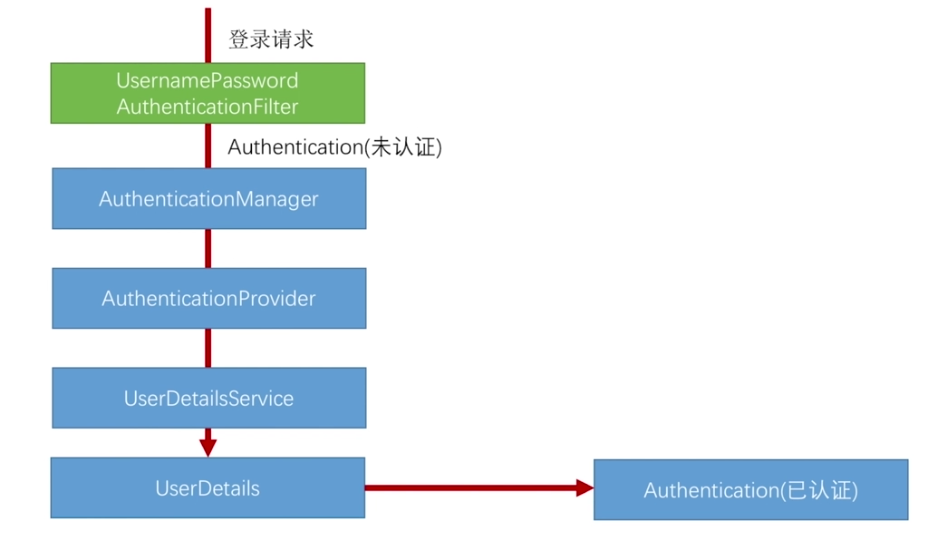 登录请求
UsernamePassword
AuthenticationFilter
Authentication(未认证)
AuthenticationManager
AuthenticationProvider
UserDetailsService
UserDetails
Authentication(已认证)